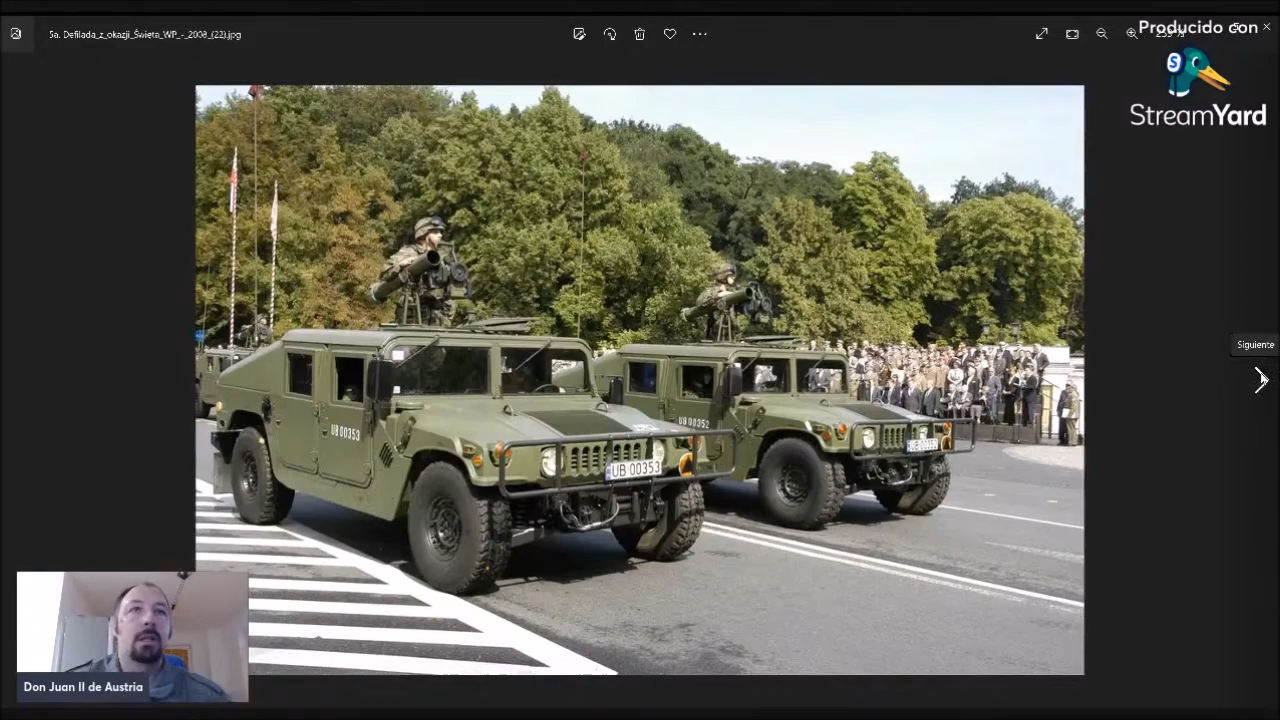 5a. Defilada_z_okazji_Święta_WP_-_2008_(22).jpg
Producido con
StreamYard
S
Siguiente
UB 00353
UB 00352
UB 00353
Don Juan II de Austria